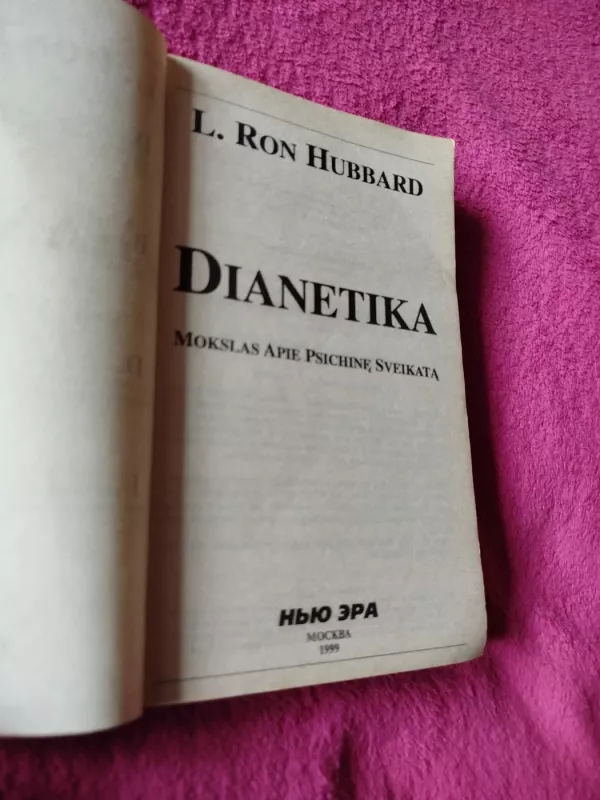 L. RON HUBBARD
DIANETIKA
MOKSLAS APIE PSICHINĘ SVEIKATĄ
НЬЮ ЭРА
МОСКВА
1999